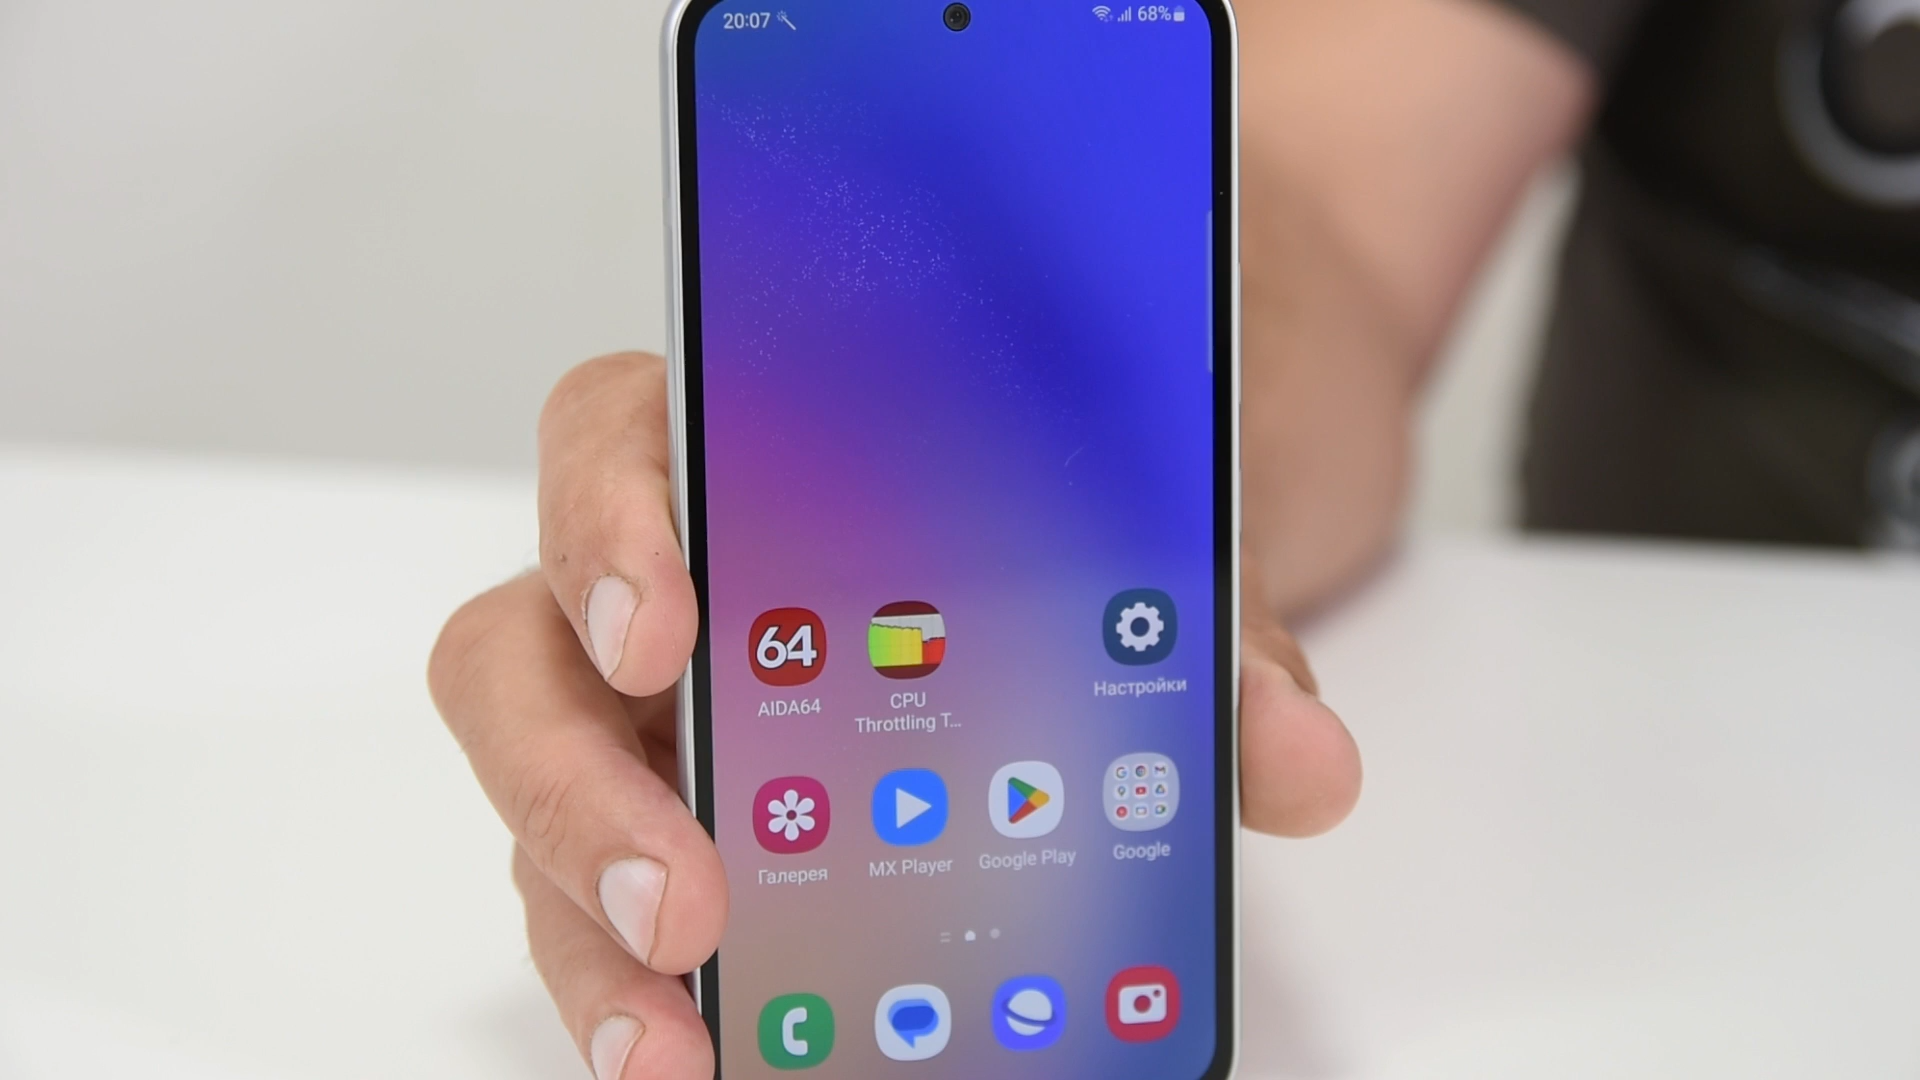 20:07
68%
64
AIDA64
CPU
Throttling T...
Настройки
Галерея
MX Player
Google Play
Google